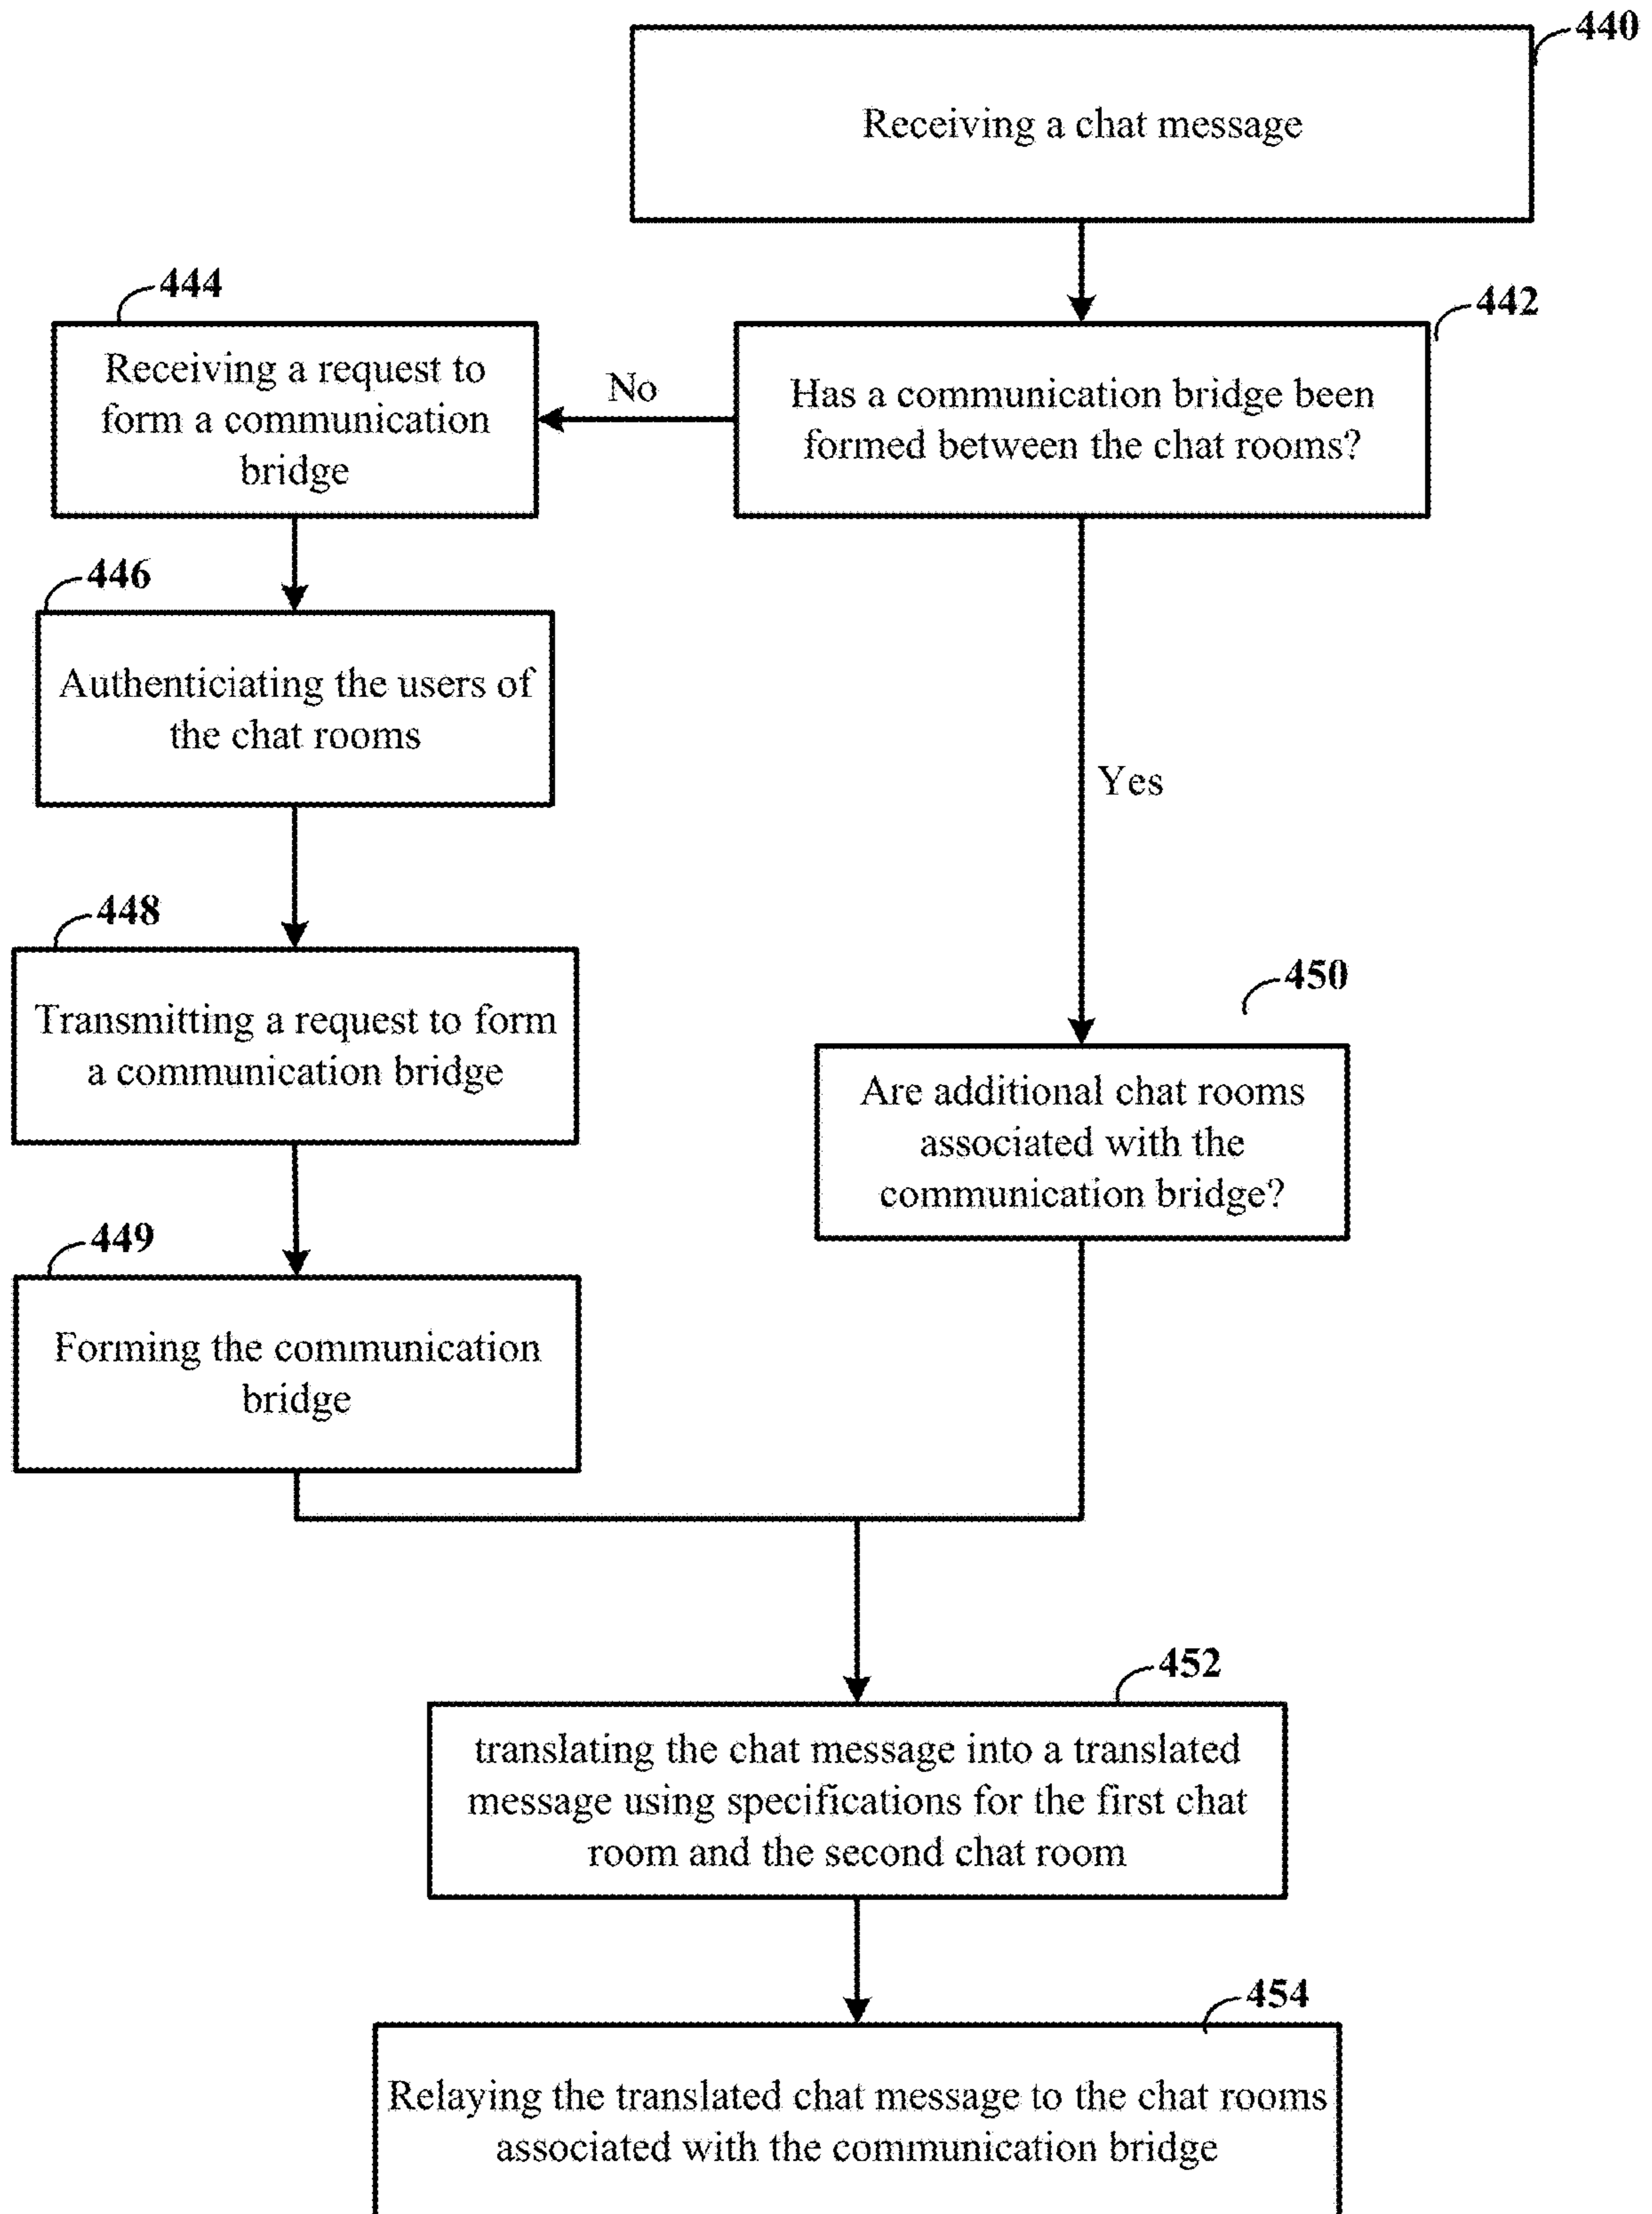 440
Receiving a chat message
444
442
Receiving a request to
form a communication
bridge
No
Has a communication bridge been
formed between the chat rooms?
446
Authenticiating the users of
the chat rooms
Yes
448
Transmitting a request to form
a communication bridge
450
Are additional chat rooms
associated with the
communication bridge?
449
Forming the communication
bridge
452
translating the chat message into a translated
message using specifications for the first chat
room and the second chat room
454
Relaying the translated chat message to the chat rooms
associated with the communication bridge